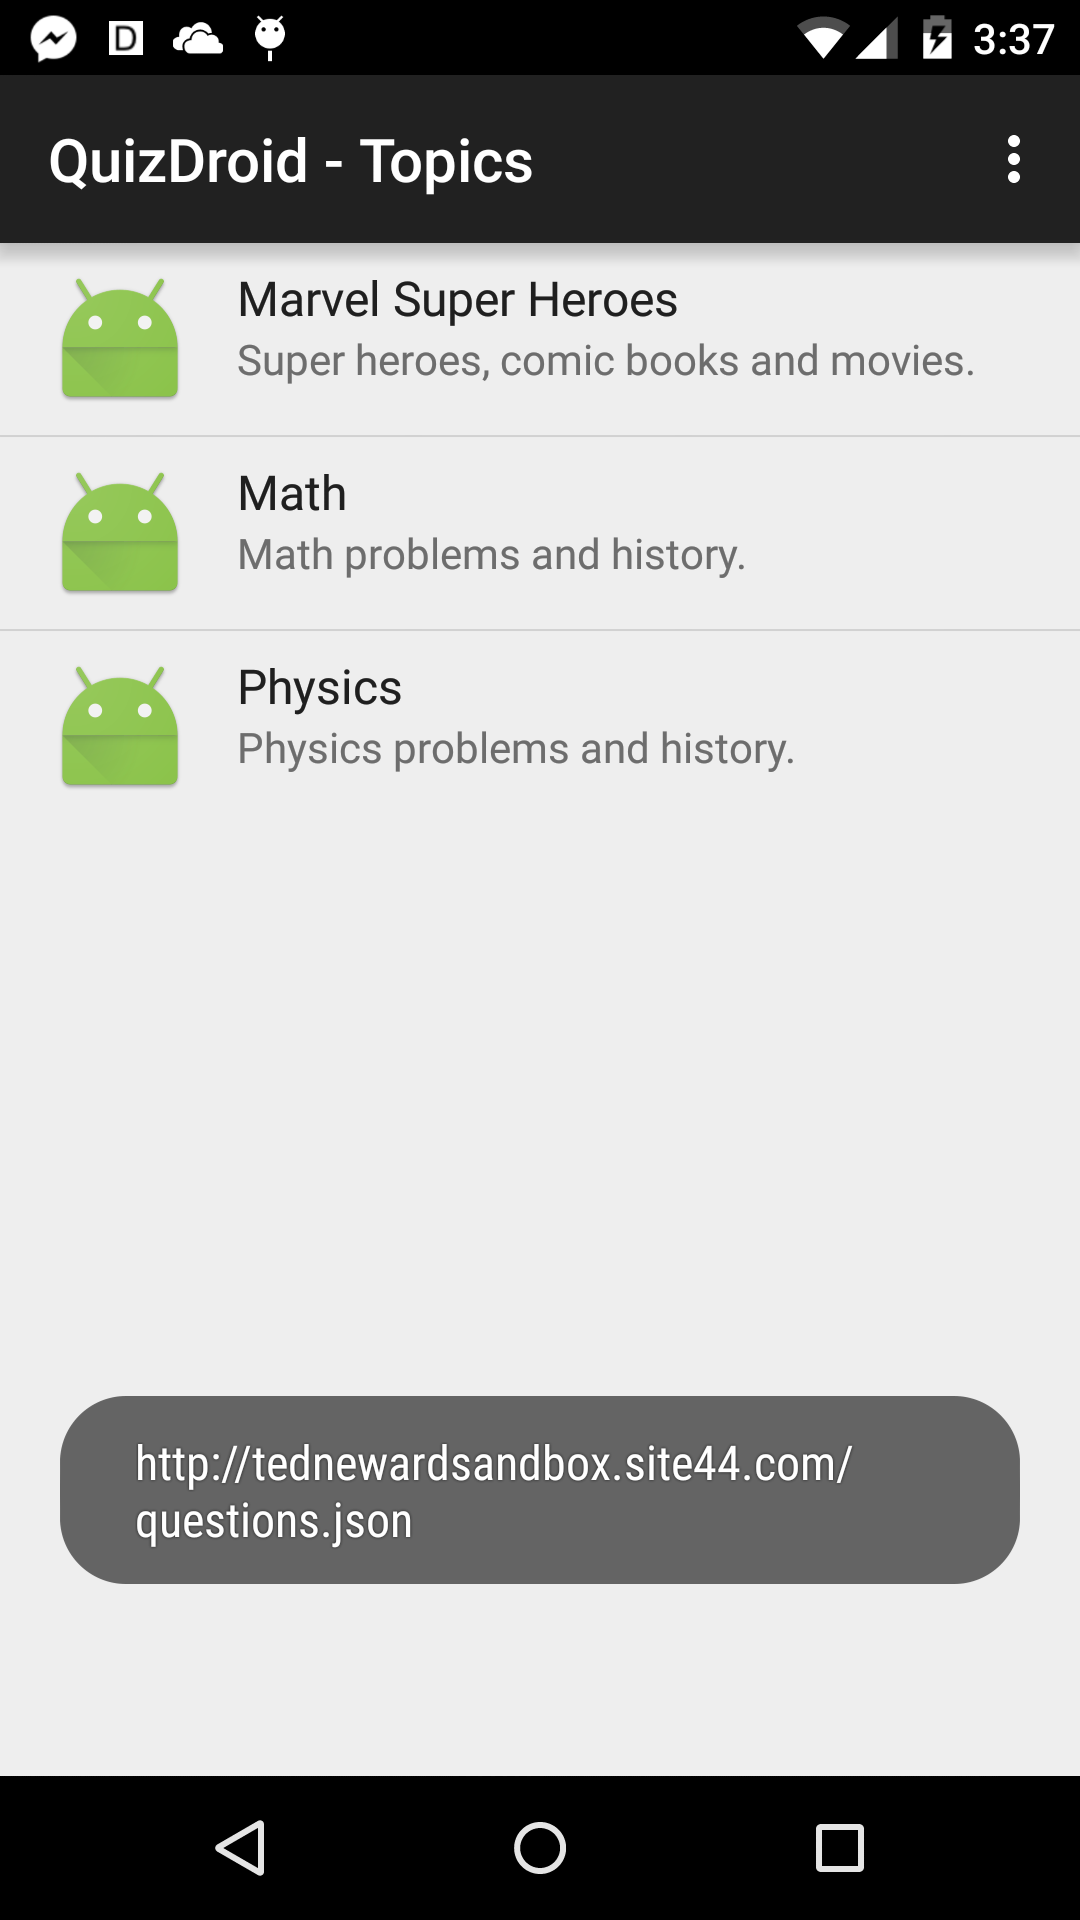 D
3:37
QuizDroid - Topics
Marvel Super Heroes
Super heroes, comic books and movies.
Math
Math problems and history.
Physics
Physics problems and history.
http://tednewardsandbox.site44.com/
questions.json